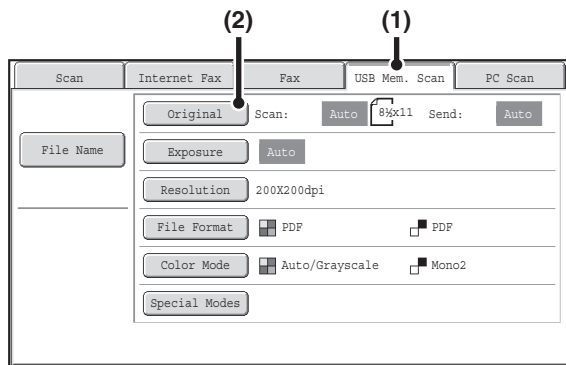 (2) (1)
Scan Internet Fax Fax USB Mem. Scan PC Scan
Original Scan: Auto 8½x11 Send: Auto
File Name Exposure Auto
Resolution 200X200dpi
File Format PDF PDF
Color Mode Auto/Grayscale Mono2
Special Modes